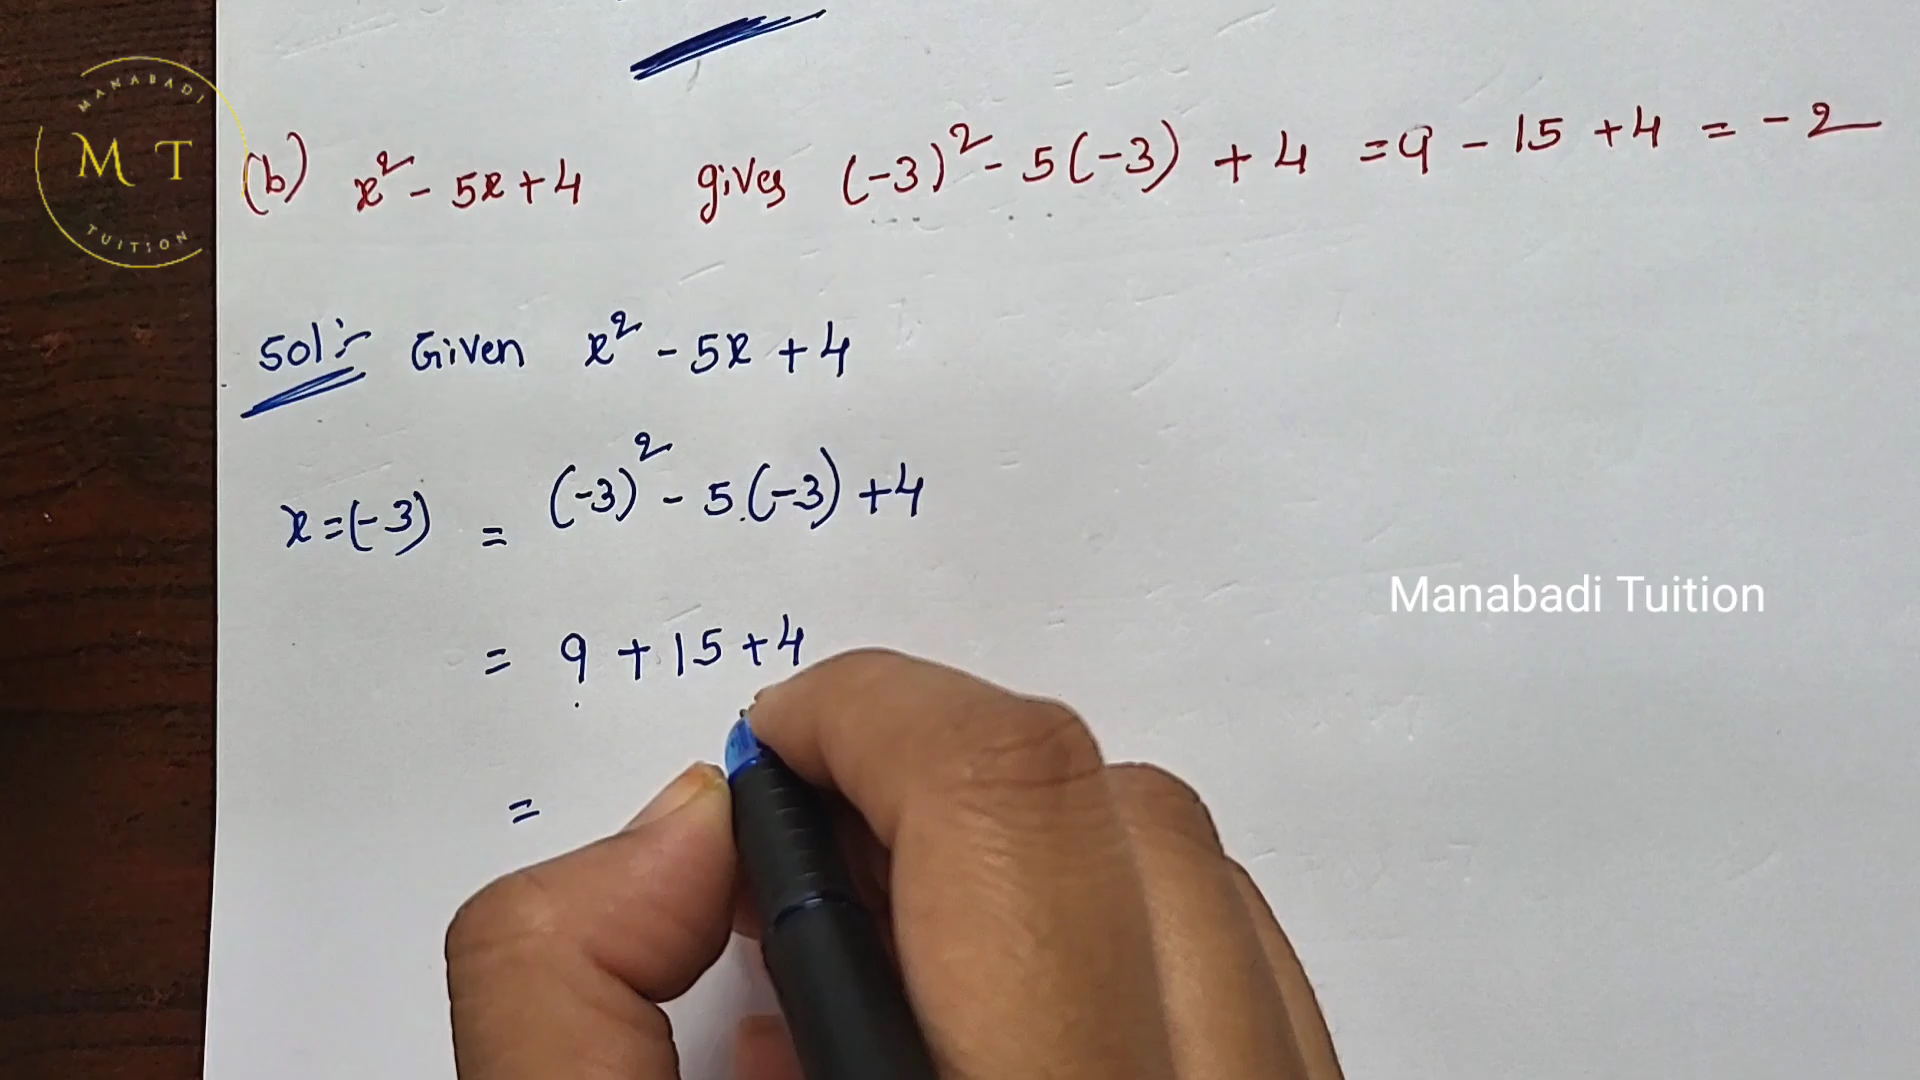 MANABADI
M T
TUITION
(b) x² - 5x + 4 gives (-3)² - 5(-3) + 4 = 9 - 15 + 4 = -2
Sol:- Given x² - 5x + 4
x = (-3) = (-3)² - 5.(-3) + 4
= 9 + 15 + 4
=
Manabadi Tuition